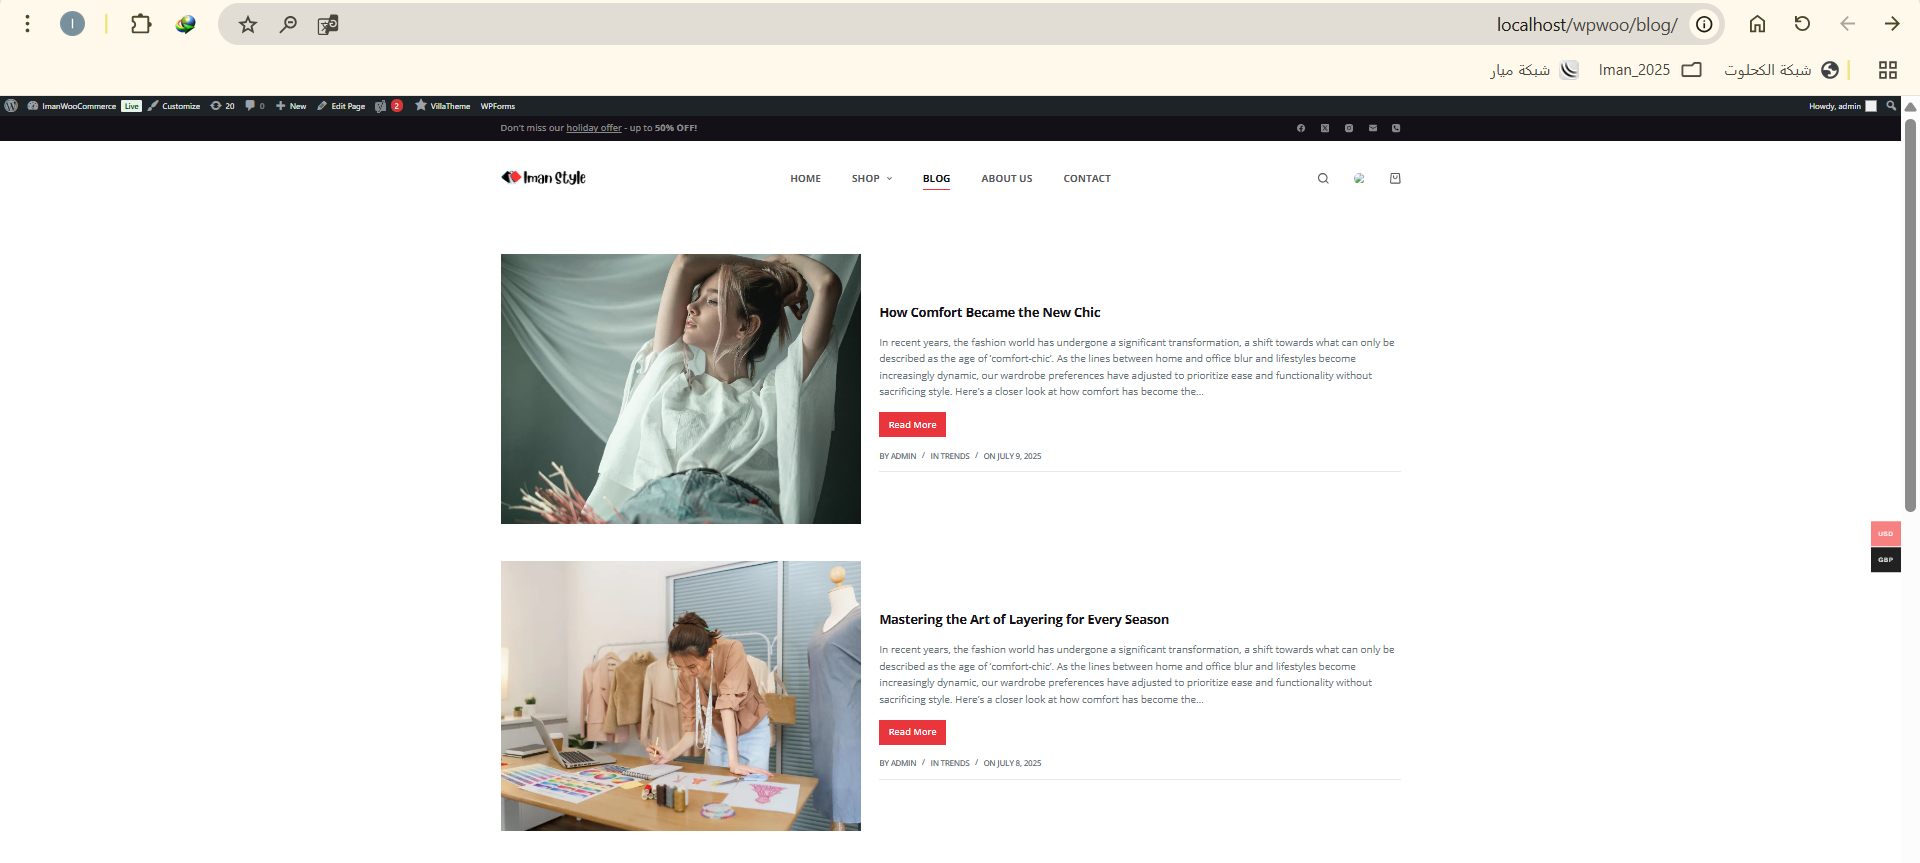 localhost/wpwoo/blog/
شبكة الكحلوت
Iman_2025
شبكة ميار
ImanWooCommerce Live Customize 20 0 New Edit Page 2 VillaTheme WPForms Howdy, admin
Don't miss our holiday offer - up to 50% OFF!
Iman Style HOME SHOP BLOG ABOUT US CONTACT
How Comfort Became the New Chic
In recent years, the fashion world has undergone a significant transformation, a shift towards what can only be
described as the age of ‘comfort-chic’. As the lines between home and office blur and lifestyles become
increasingly dynamic, our wardrobe preferences have adjusted to prioritize ease and functionality without
sacrificing style. Here’s a closer look at how comfort has become the…
Read More
BY ADMIN / IN TRENDS / ON JULY 9, 2025
USD
GBP
Mastering the Art of Layering for Every Season
In recent years, the fashion world has undergone a significant transformation, a shift towards what can only be
described as the age of ‘comfort-chic’. As the lines between home and office blur and lifestyles become
increasingly dynamic, our wardrobe preferences have adjusted to prioritize ease and functionality without
sacrificing style. Here’s a closer look at how comfort has become the…
Read More
BY ADMIN / IN TRENDS / ON JULY 8, 2025